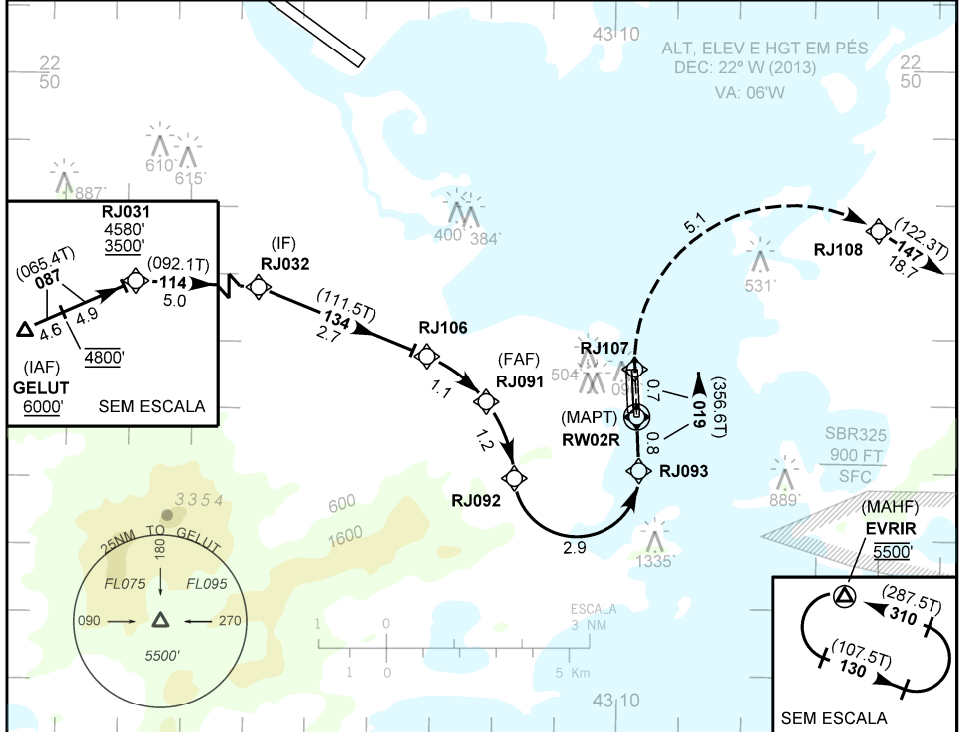 43 10
ALT, ELEV E HGT EM PÉS
DEC: 22º W (2013)
VA: 06'W
22
50
22
50
610'
615'
887'
400'
384'
531'
504'
RJ031
4580'
3500'
(065.4T)
087
4.6
4.9
(092.1T)
114
5.0
4800'
(IAF)
GELUT
6000'
SEM ESCALA
(IF)
RJ032
(111.5T)
134
2.7
RJ106
1.1
(FAF)
RJ091
1.2
RJ092
2.9
RJ093
0.8
(MAPT)
RW02R
0.7
RJ107
019
(356.6T)
5.1
RJ108
(122.3T)
147
18.7
SBR325
900 FT
SFC
889'
1335'
3354
600
1600
25NM TO GELUT
180
FL075
FL095
090
270
5500'
ESCALA
1 0 3 NM
1 0 5 Km
43 10
(MAHF)
EVRIR
5500'
(287.5T)
310
(107.5T)
130
SEM ESCALA